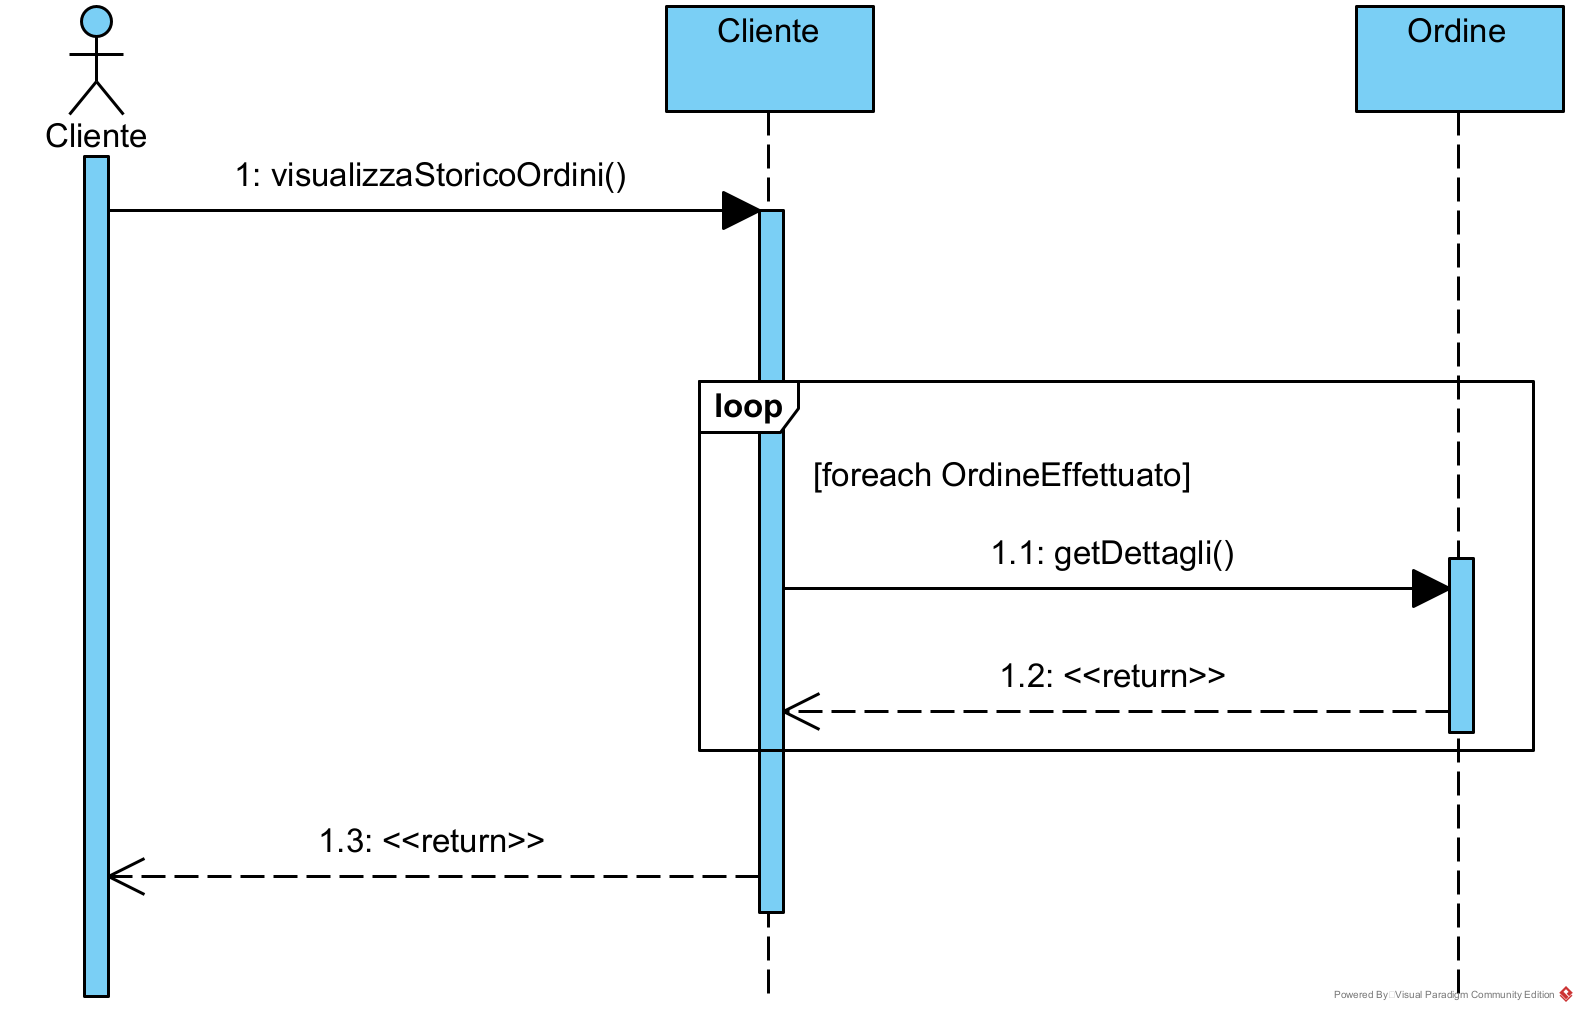 Cliente
Ordine
Cliente
1: visualizzaStoricoOrdini()
loop
[foreach OrdineEffettuato]
1.1: getDettagli()
1.2: <<return>>
1.3: <<return>>
Powered By Visual Paradigm Community Edition